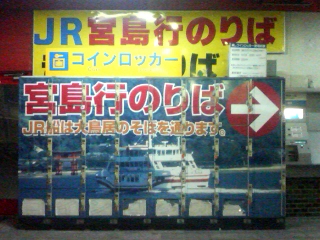 JR宮島行のりば
コインロッカー
ば
宮島行のりば
JR船は大鳥居のそばを通ります。